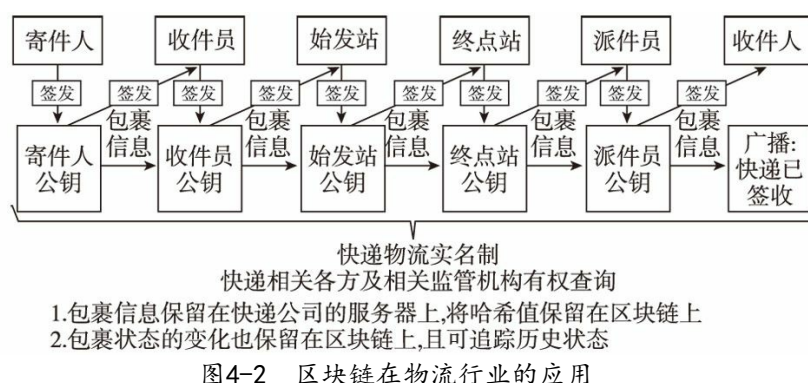 寄件人 收件员 始发站 终点站 派件员 收件人
签发 签发 签发 签发 签发 签发 签发 签发 签发 签发
包裹 包裹 包裹 包裹 包裹
信息 信息 信息 信息 信息
寄件人 收件员 始发站 终点站 派件员 广播:
公钥 公钥 公钥 公钥 公钥 快递已
签收
快递物流实名制
快递相关各方及相关监管机构有权查询
1.包裹信息保留在快递公司的服务器上,将哈希值保留在区块链上
2.包裹状态的变化也保留在区块链上,且可追踪历史状态
图4-2 区块链在物流行业的应用